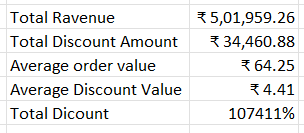 Total Ravenue ₹ 5,01,959.26
Total Discount Amount ₹ 34,460.88
Average order value ₹ 64.25
Average Discount Value ₹ 4.41
Total Dicount 107411%